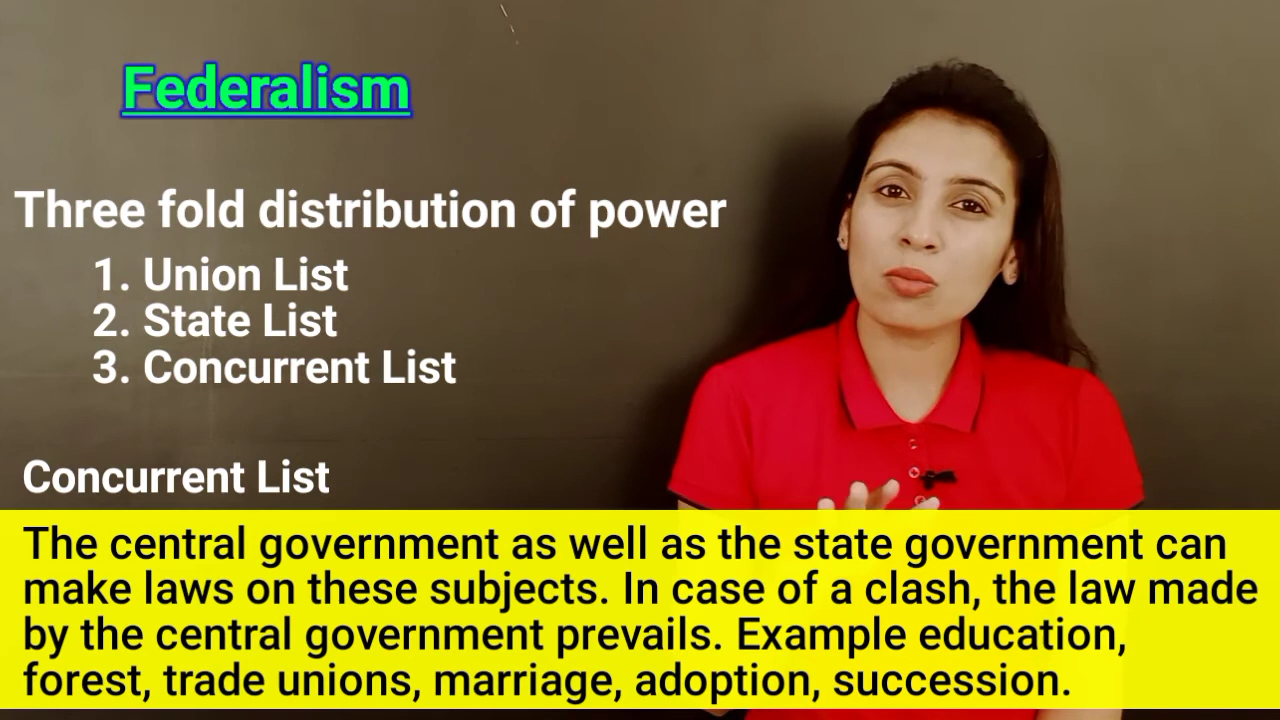 Federalism
Three fold distribution of power
1. Union List
2. State List
3. Concurrent List
Concurrent List
The central government as well as the state government can
make laws on these subjects. In case of a clash, the law made
by the central government prevails. Example education,
forest, trade unions, marriage, adoption, succession.